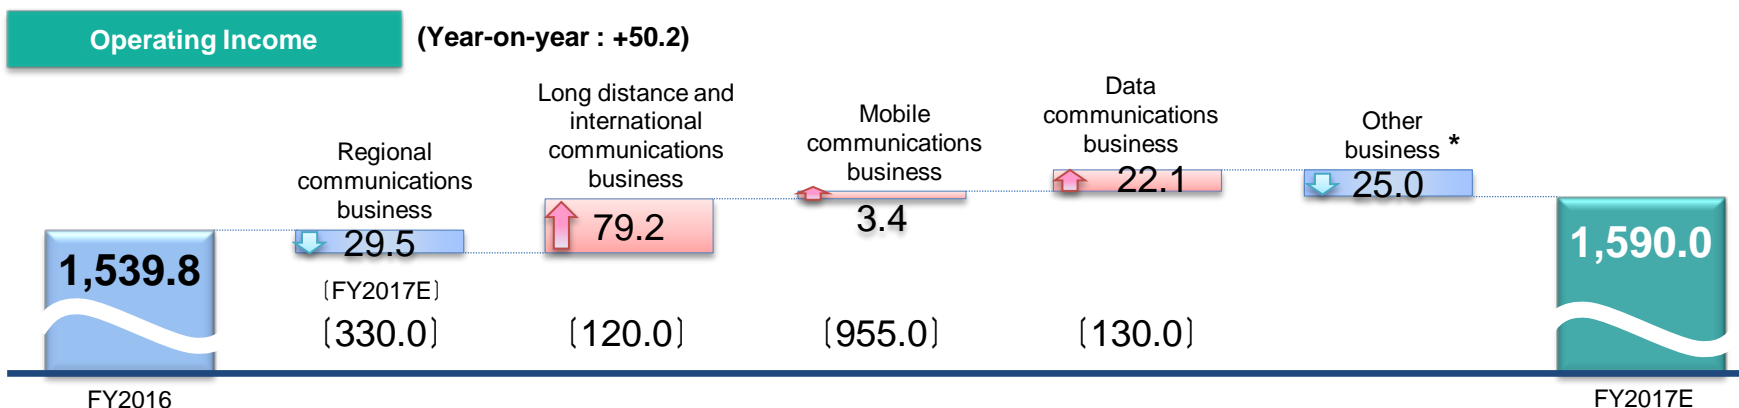 Operating Income
(Year-on-year : +50.2)
Regional
communications
business
29.5
Long distance and
international
communications
business
79.2
Mobile
communications
business
3.4
Data
communications
business
22.1
Other
business *
25.0
1,539.8
1,590.0
[FY2017E]
[330.0]
[120.0]
[955.0]
[130.0]
FY2016
FY2017E